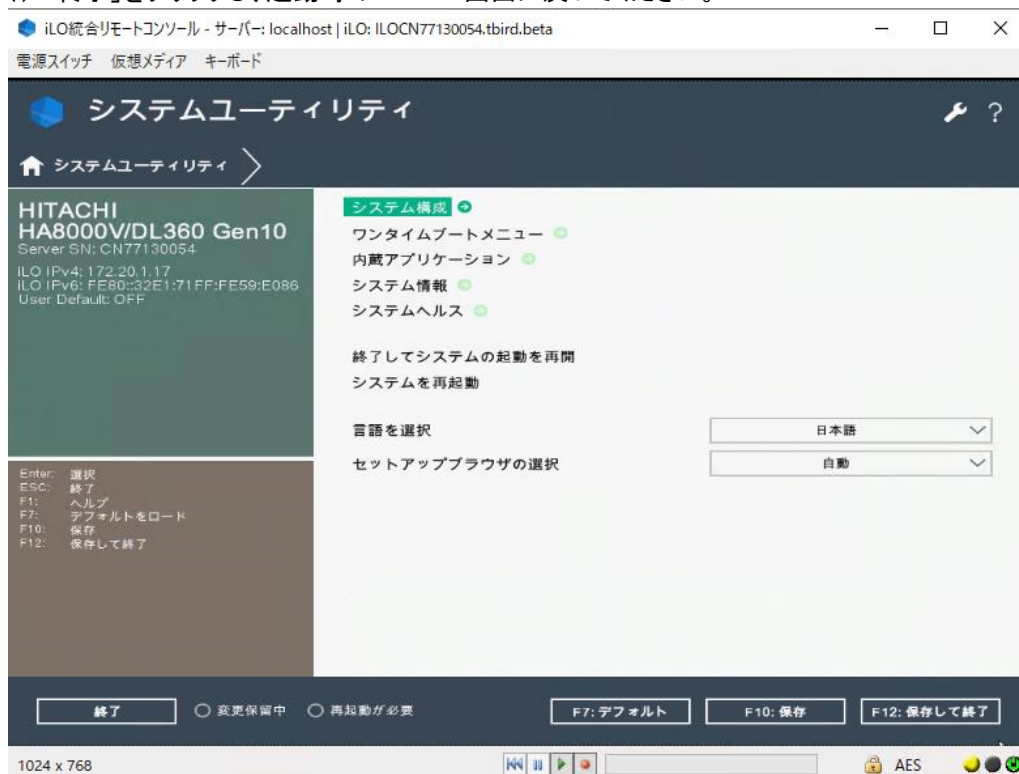 iLO統合リモートコンソール - サーバー: localhost | iLO: ILOCN77130054.tbird.beta
電源スイッチ 仮想メディア キーボード
システムユーティリティ
?
システムユーティリティ
HITACHI
HA8000V/DL360 Gen10
Server SN: CN77130054
iLO IPv4: 172.20.1.17
iLO IPv6: FE80::32E1:71FF:FE59:E086
User Default: OFF
システム構成
ワンタイムブートメニュー
内蔵アプリケーション
システム情報
システムヘルス
終了してシステムの起動を再開
システムを再起動
言語を選択 日本語
セットアップブラウザの選択 自動
Enter: 選択
ESC: 終了
F1: ヘルプ
F7: デフォルトをロード
F10: 保存
F12: 保存して終了
終了 変更保留中 再起動が必要 F7: デフォルト F10: 保存 F12: 保存して終了
1024 x 768 AES